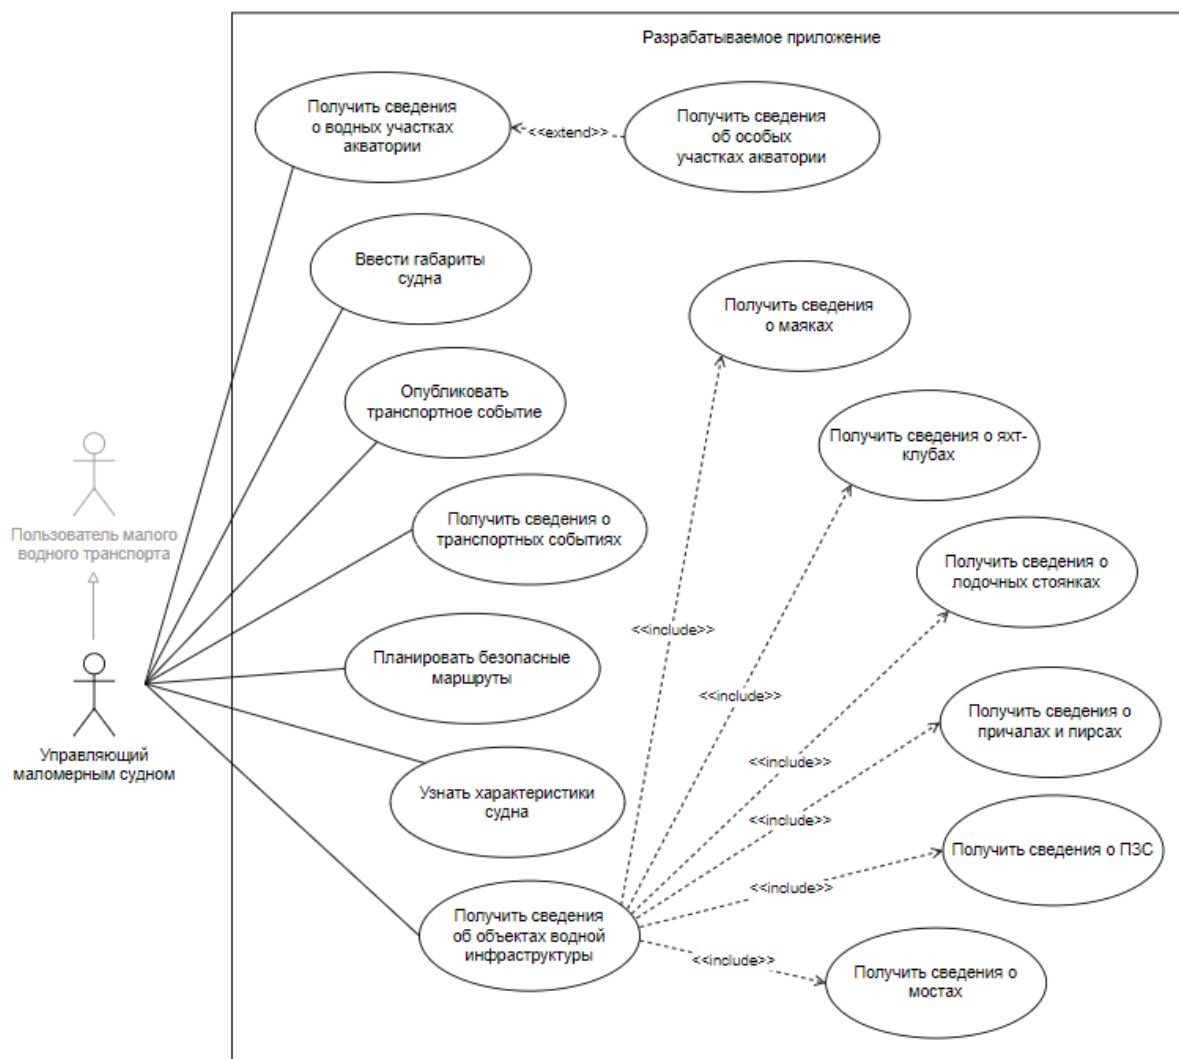 Разрабатываемое приложение
Получить сведения
о водных участках
акватории
<<extend>>
Получить сведения
об особых
участках акватории
Ввести габариты
судна
Получить сведения
о маяках
Опубликовать
транспортное событие
Получить сведения о яхт-
клубах
Пользователь малого
водного транспорта
Получить сведения о
транспортных событиях
Получить сведения о
лодочных стоянках
<<include>>
Планировать безопасные
маршруты
<<include>>
Получить сведения о
причалах и пирсах
Управляющий
маломерным судном
<<include>>
Узнать характеристики
судна
<<include>>
Получить сведения о ПЗС
<<include>>
Получить сведения
об объектах водной
инфраструктуры
<<include>>
Получить сведения о
мостах